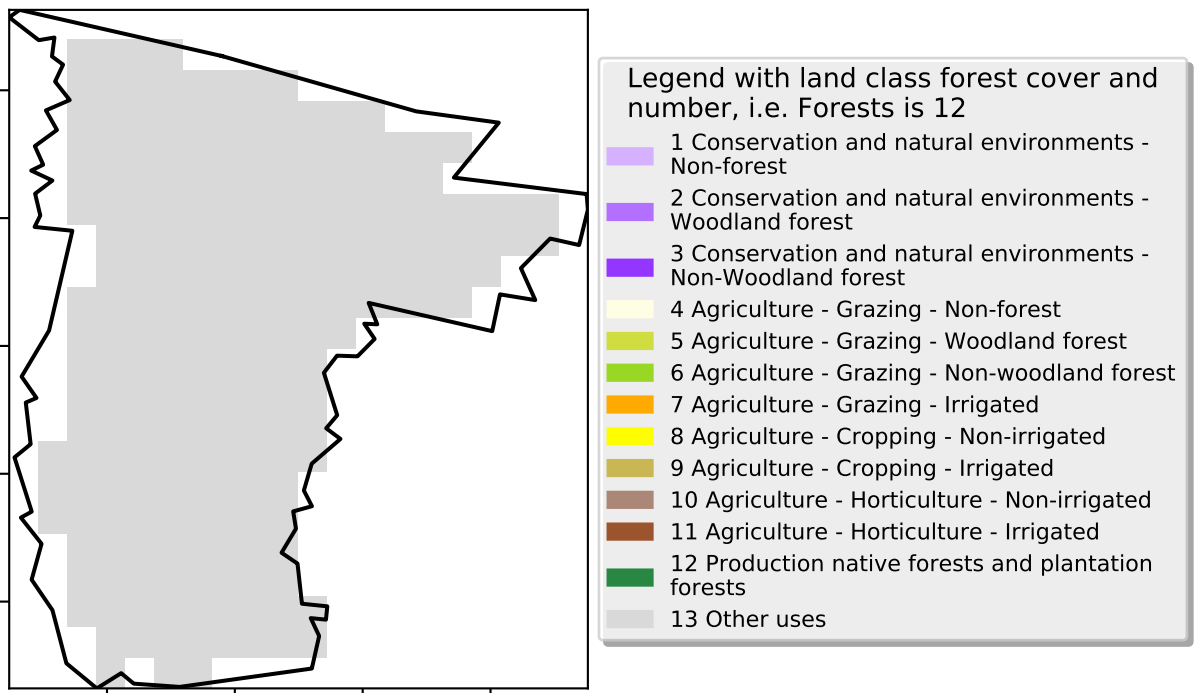 Legend with land class forest cover and
number, i.e. Forests is 12
1 Conservation and natural environments -
Non-forest
2 Conservation and natural environments -
Woodland forest
3 Conservation and natural environments -
Non-Woodland forest
4 Agriculture - Grazing - Non-forest
5 Agriculture - Grazing - Woodland forest
6 Agriculture - Grazing - Non-woodland forest
7 Agriculture - Grazing - Irrigated
8 Agriculture - Cropping - Non-irrigated
9 Agriculture - Cropping - Irrigated
10 Agriculture - Horticulture - Non-irrigated
11 Agriculture - Horticulture - Irrigated
12 Production native forests and plantation
forests
13 Other uses